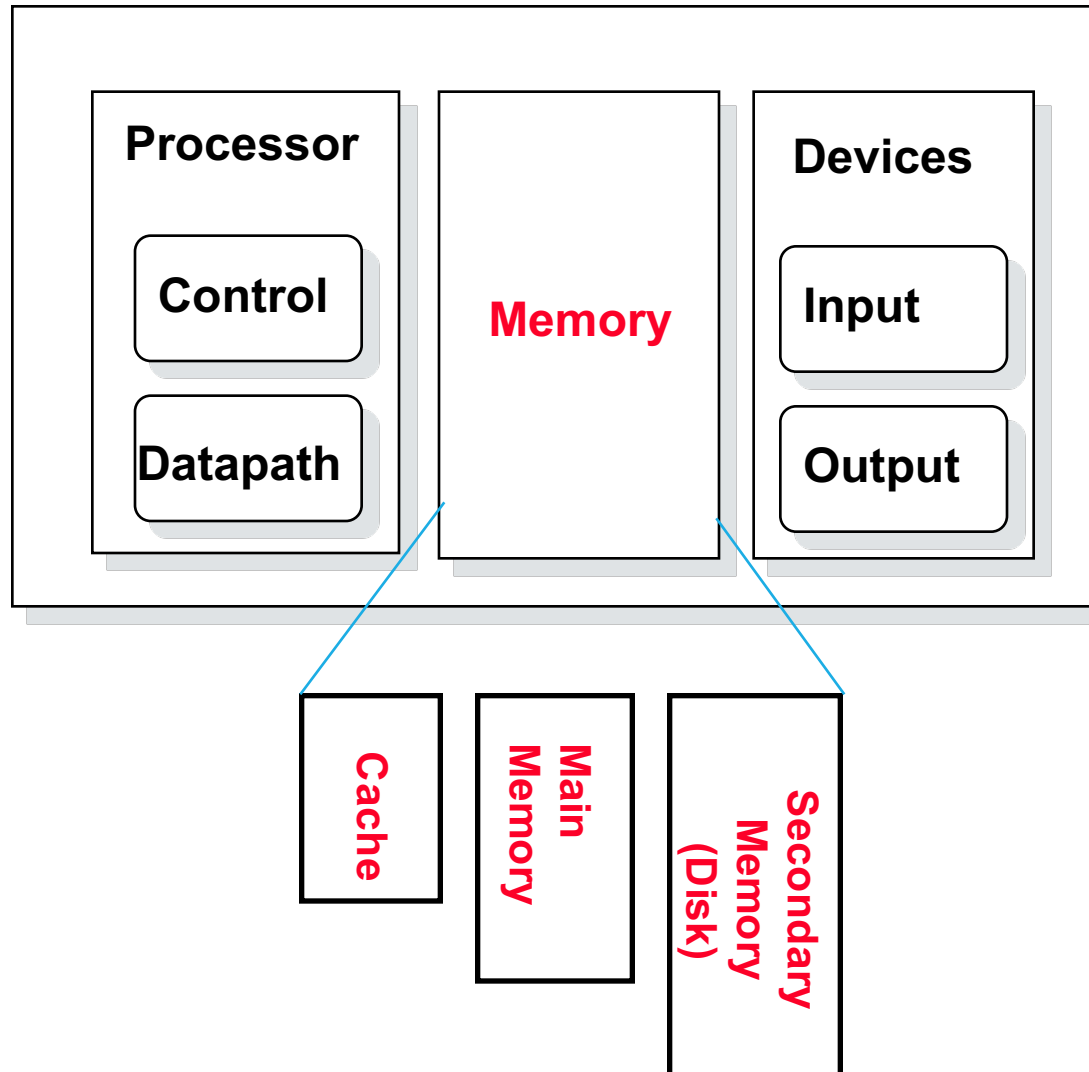 Processor
Control
Datapath
Memory
Devices
Input
Output
Cache
Main
Memory
Secondary
Memory
(Disk)